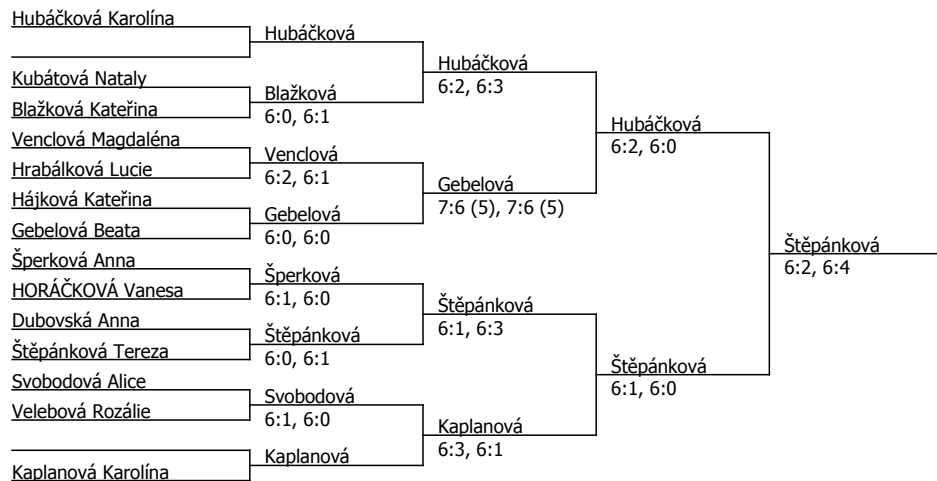 Hubáčková Karolína
Hubáčková
Hubáčková
6:2, 6:3
Kubátová Nataly
Blažková
6:0, 6:1
Blažková Kateřina
Hubáčková
6:2, 6:0
Venclová Magdaléna
Venclová
6:2, 6:1
Hrabálková Lucie
Gebelová
7:6 (5), 7:6 (5)
Hájková Kateřina
Gebelová
6:0, 6:0
Gebelová Beata
Štěpánková
6:2, 6:4
Šperková Anna
Šperková
6:1, 6:0
HORÁČKOVÁ Vanesa
Štěpánková
6:1, 6:3
Dubovská Anna
Štěpánková
6:0, 6:1
Štěpánková Tereza
Štěpánková
6:1, 6:0
Svobodová Alice
Svobodová
6:1, 6:0
Velebová Rozálie
Kaplanová
6:3, 6:1
Kaplanová
Kaplanová Karolína